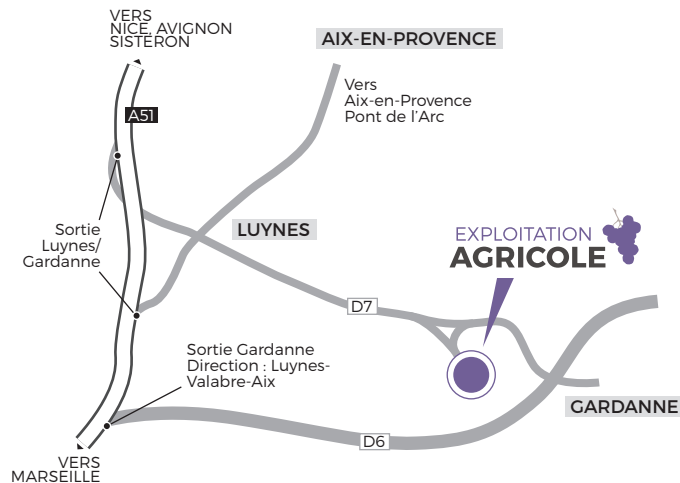 VERS
NICE, AVIGNON
SISTERON
AIX-EN-PROVENCE
Vers
Aix-en-Provence
Pont de l'Arc
A51
Sortie
Luynes/
Gardanne
LUYNES
EXPLOITATION
AGRICOLE
D7
Sortie Gardanne
Direction : Luynes-
Valabre-Aix
GARDANNE
D6
VERS
MARSEILLE